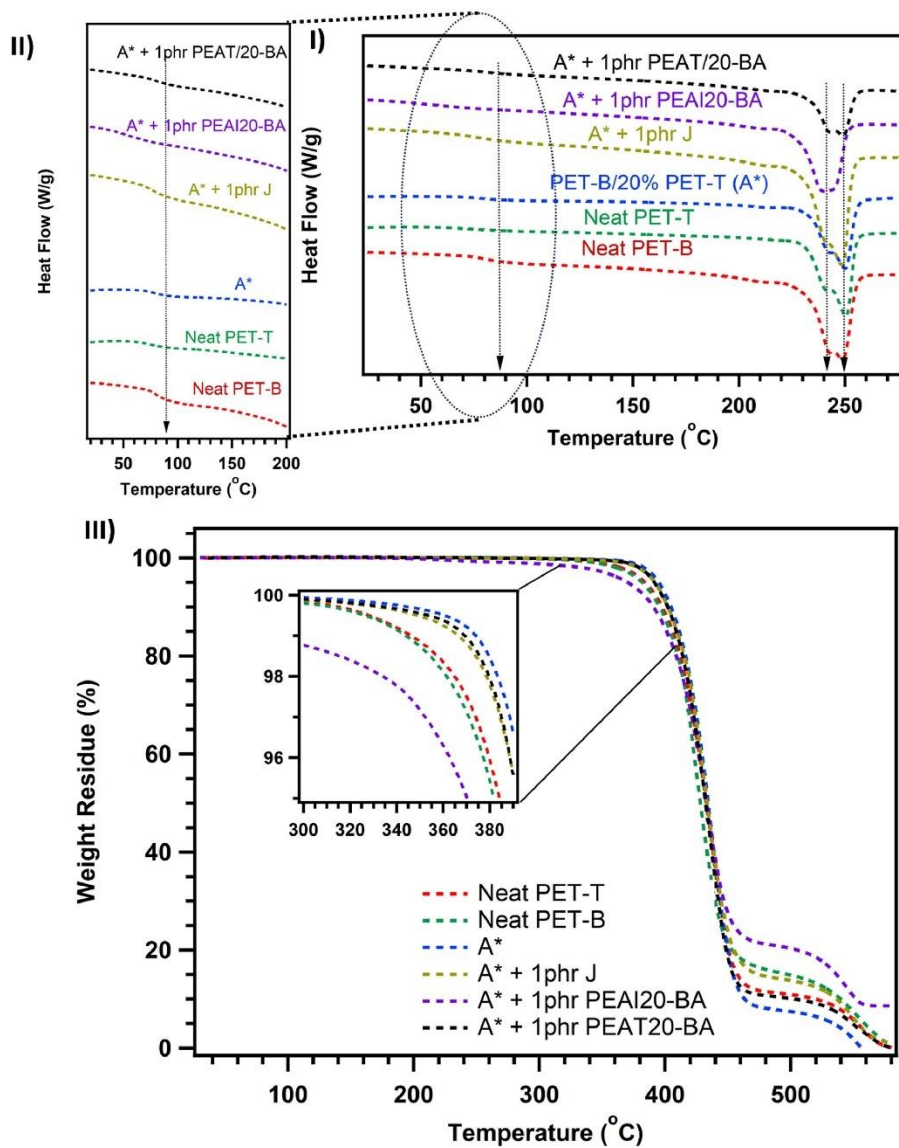 II)
A* + 1phr PEAT/20-BA
A* + 1phr PEAI20-BA
A* + 1phr J
A*
Neat PET-T
Neat PET-B
Heat Flow (W/g)
50 100 150 200
Temperature (°C)
I)
A* + 1phr PEAT/20-BA
A* + 1phr PEAI20-BA
A* + 1phr J
PET-B/20% PET-T (A*)
Neat PET-T
Neat PET-B
Heat Flow (W/g)
50 100 150 200 250
Temperature (°C)
III)
100
80
60
40
20
0
Weight Residue (%)
100
98
96
300 320 340 360 380
Neat PET-T
Neat PET-B
A*
A* + 1phr J
A* + 1phr PEAI20-BA
A* + 1phr PEAT20-BA
100 200 300 400 500
Temperature (°C)